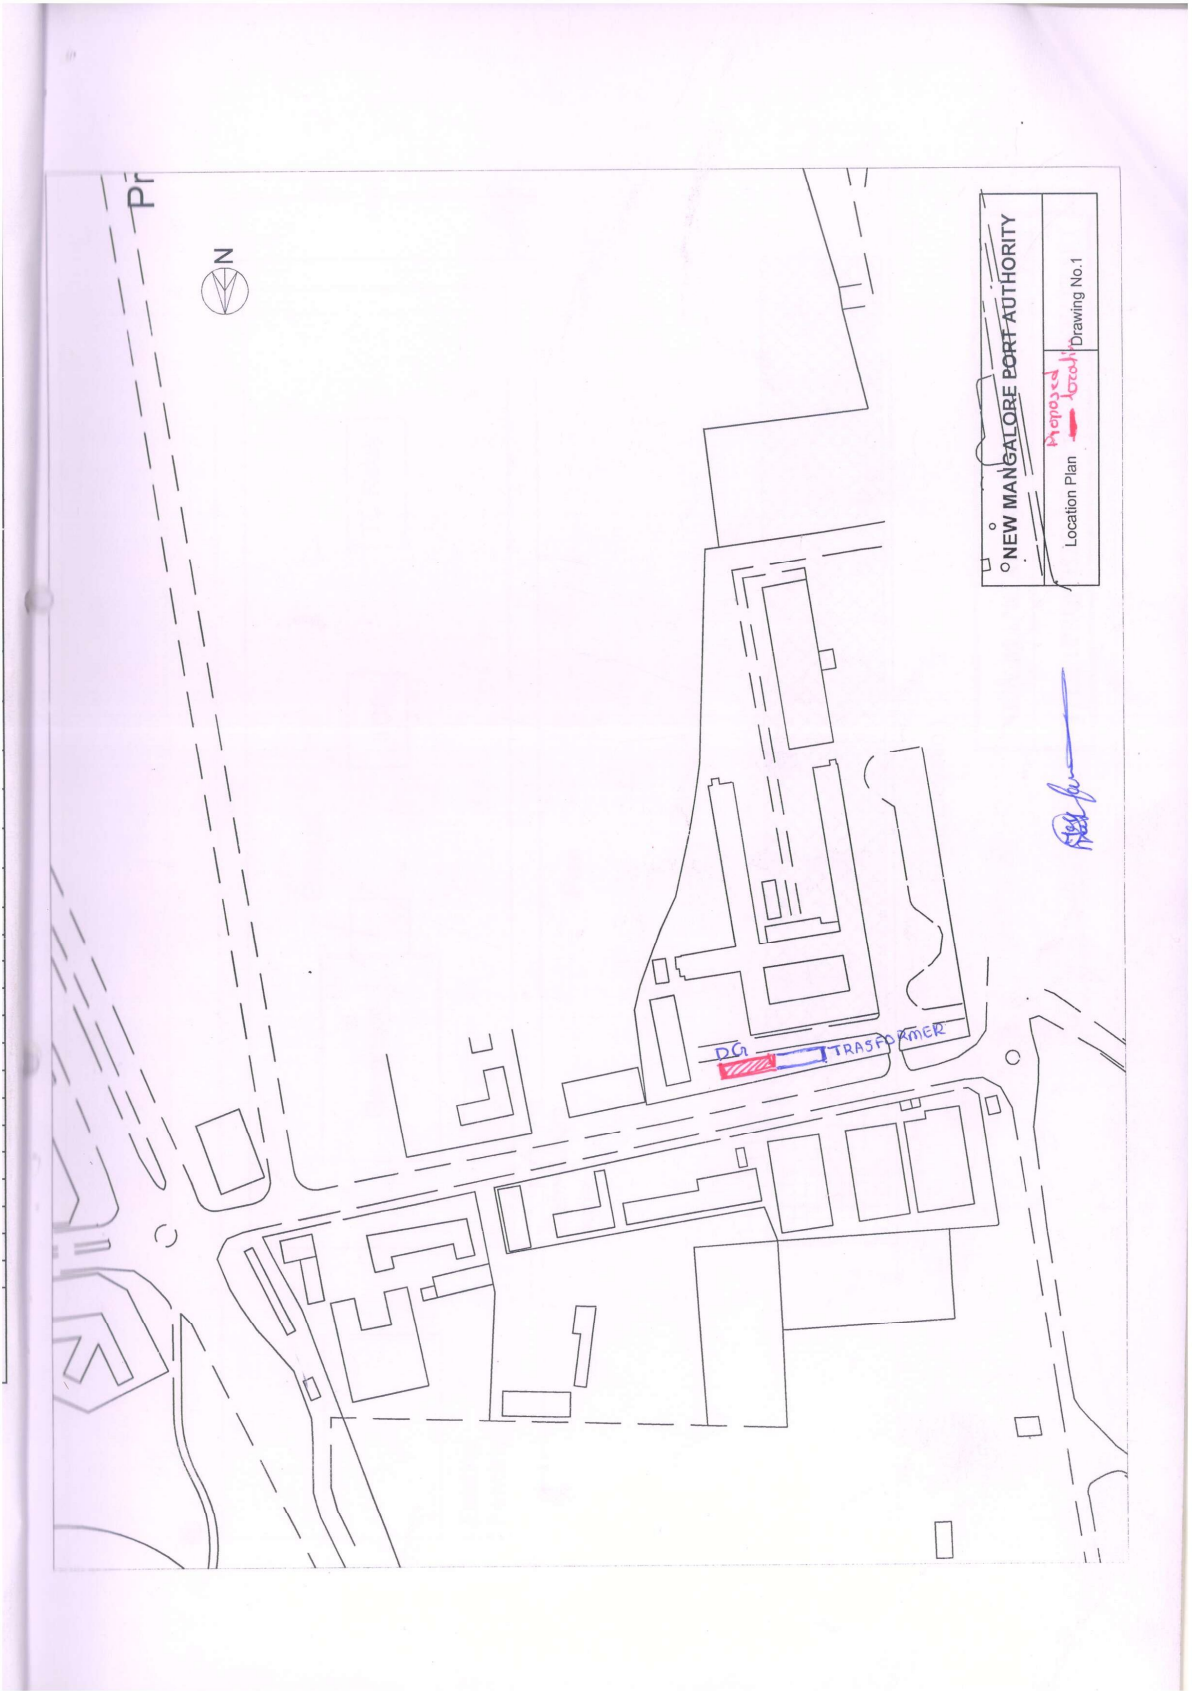 Pr
N
NEW MANGALORE PORT AUTHORITY
Location Plan
Proposed
Drawing No.1
DG
TRASFORMER